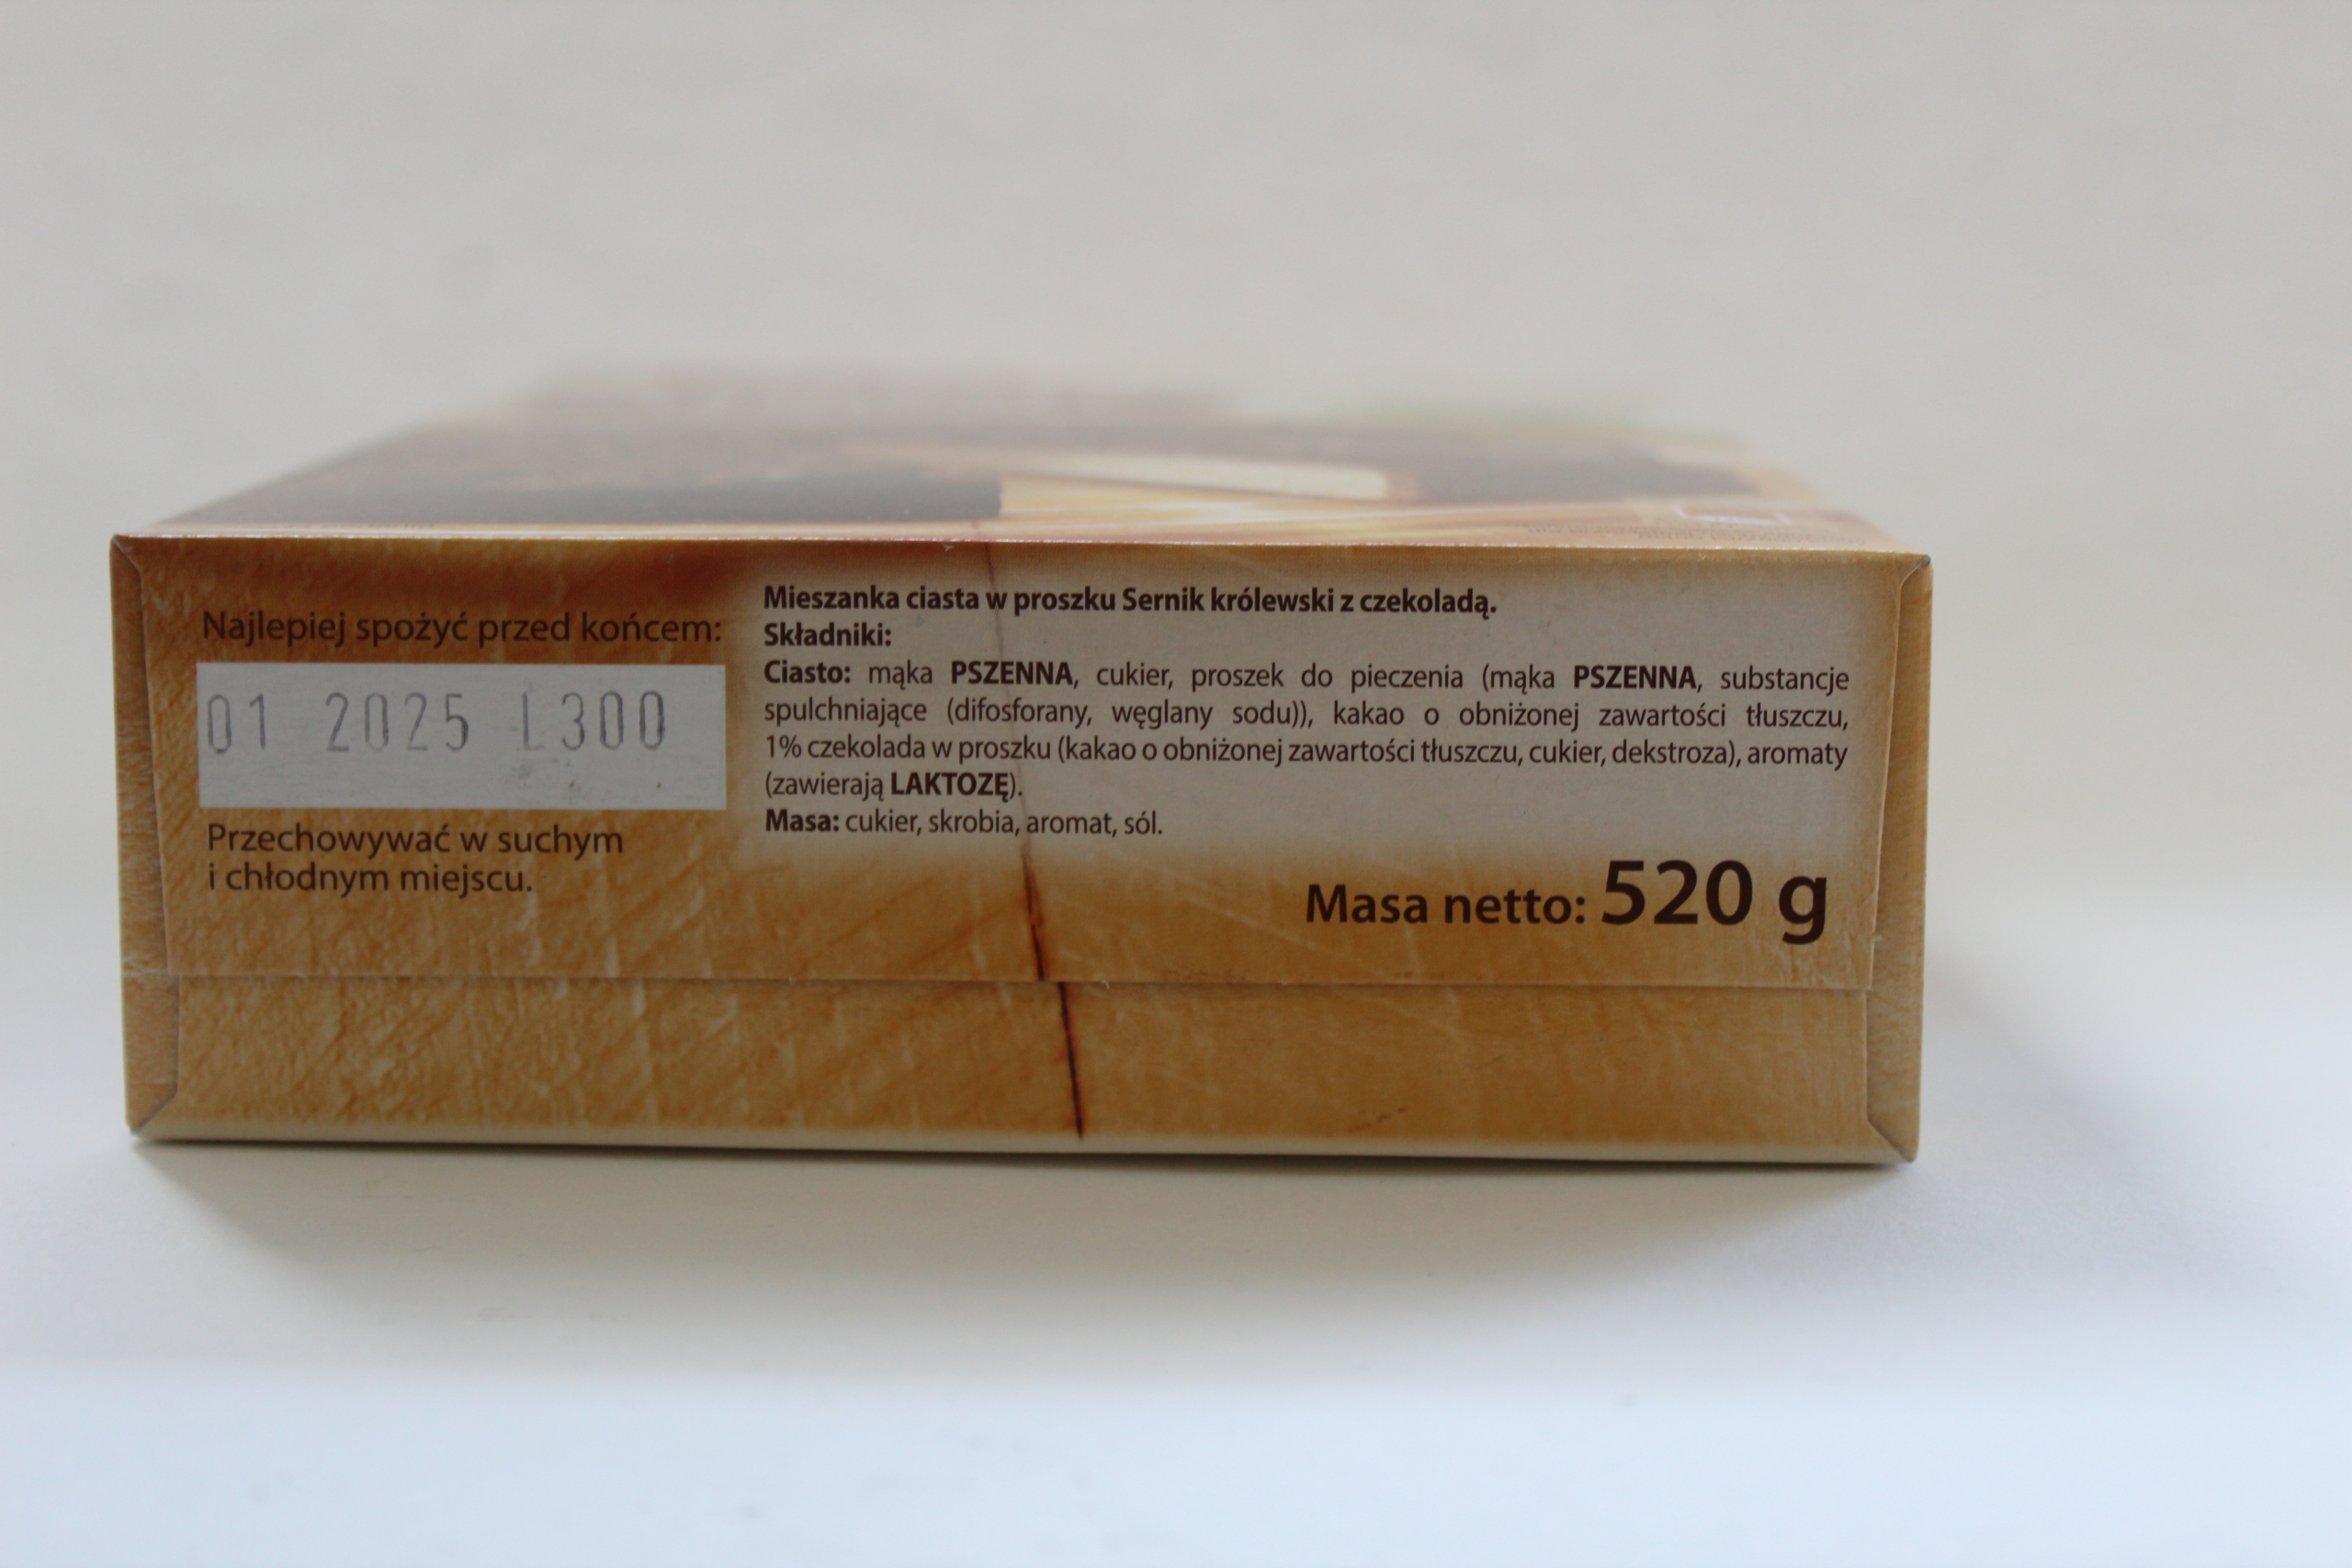 Najlepiej spożyć przed końcem:
01 2025 L300
Przechowywać w suchym
i chłodnym miejscu.
Mieszanka ciasta w proszku Sernik królewski z czekoladą.
Składniki:
Ciasto: mąka PSZENNA, cukier, proszek do pieczenia (mąka PSZENNA, substancje
spulchniające (difosforany, węglany sodu)), kakao o obniżonej zawartości tłuszczu,
1% czekolada w proszku (kakao o obniżonej zawartości tłuszczu, cukier, dekstroza), aromaty
(zawierają LAKTOZĘ).
Masa: cukier, skrobia, aromat, sól.
Masa netto: 520 g